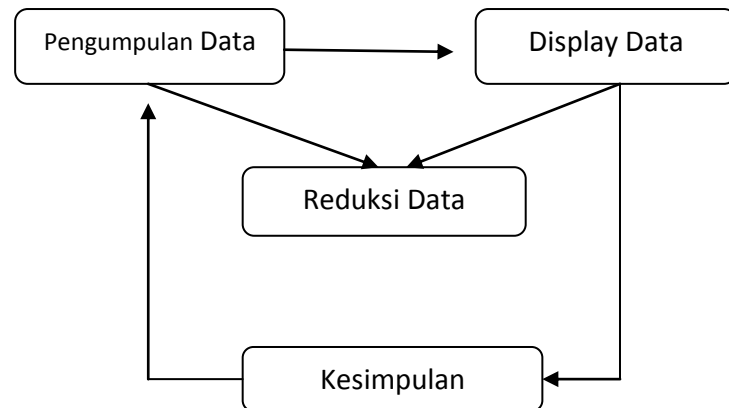 Pengumpulan Data
Display Data
Reduksi Data
Kesimpulan